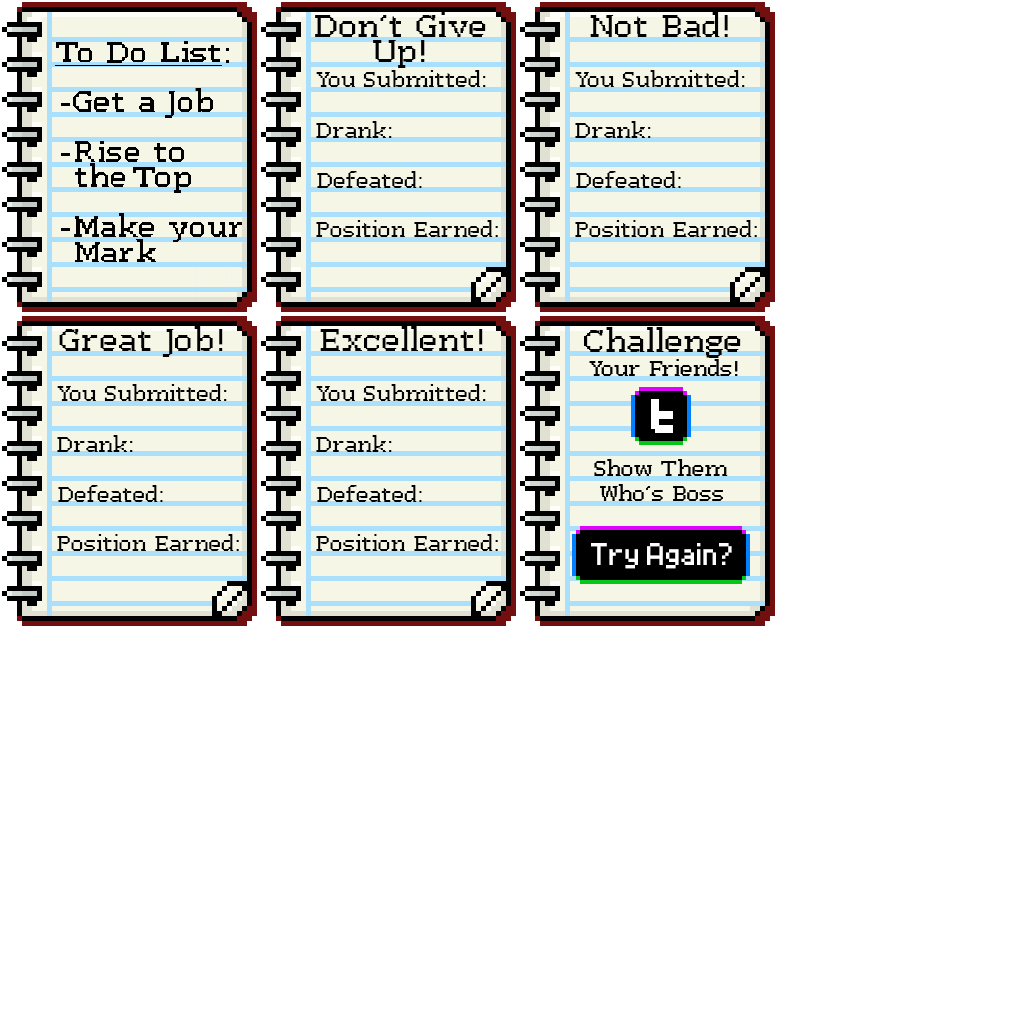 To Do List:
-Get a Job
-Rise to
the Top
-Make your
Mark
Don't Give
Up!
You Submitted:
Drank:
Defeated:
Position Earned:
Not Bad!
You Submitted:
Drank:
Defeated:
Position Earned:
Great Job!
You Submitted:
Drank:
Defeated:
Position Earned:
Excellent!
You Submitted:
Drank:
Defeated:
Position Earned:
Challenge
Your Friends!
t
Show Them
Who's Boss
Try Again?